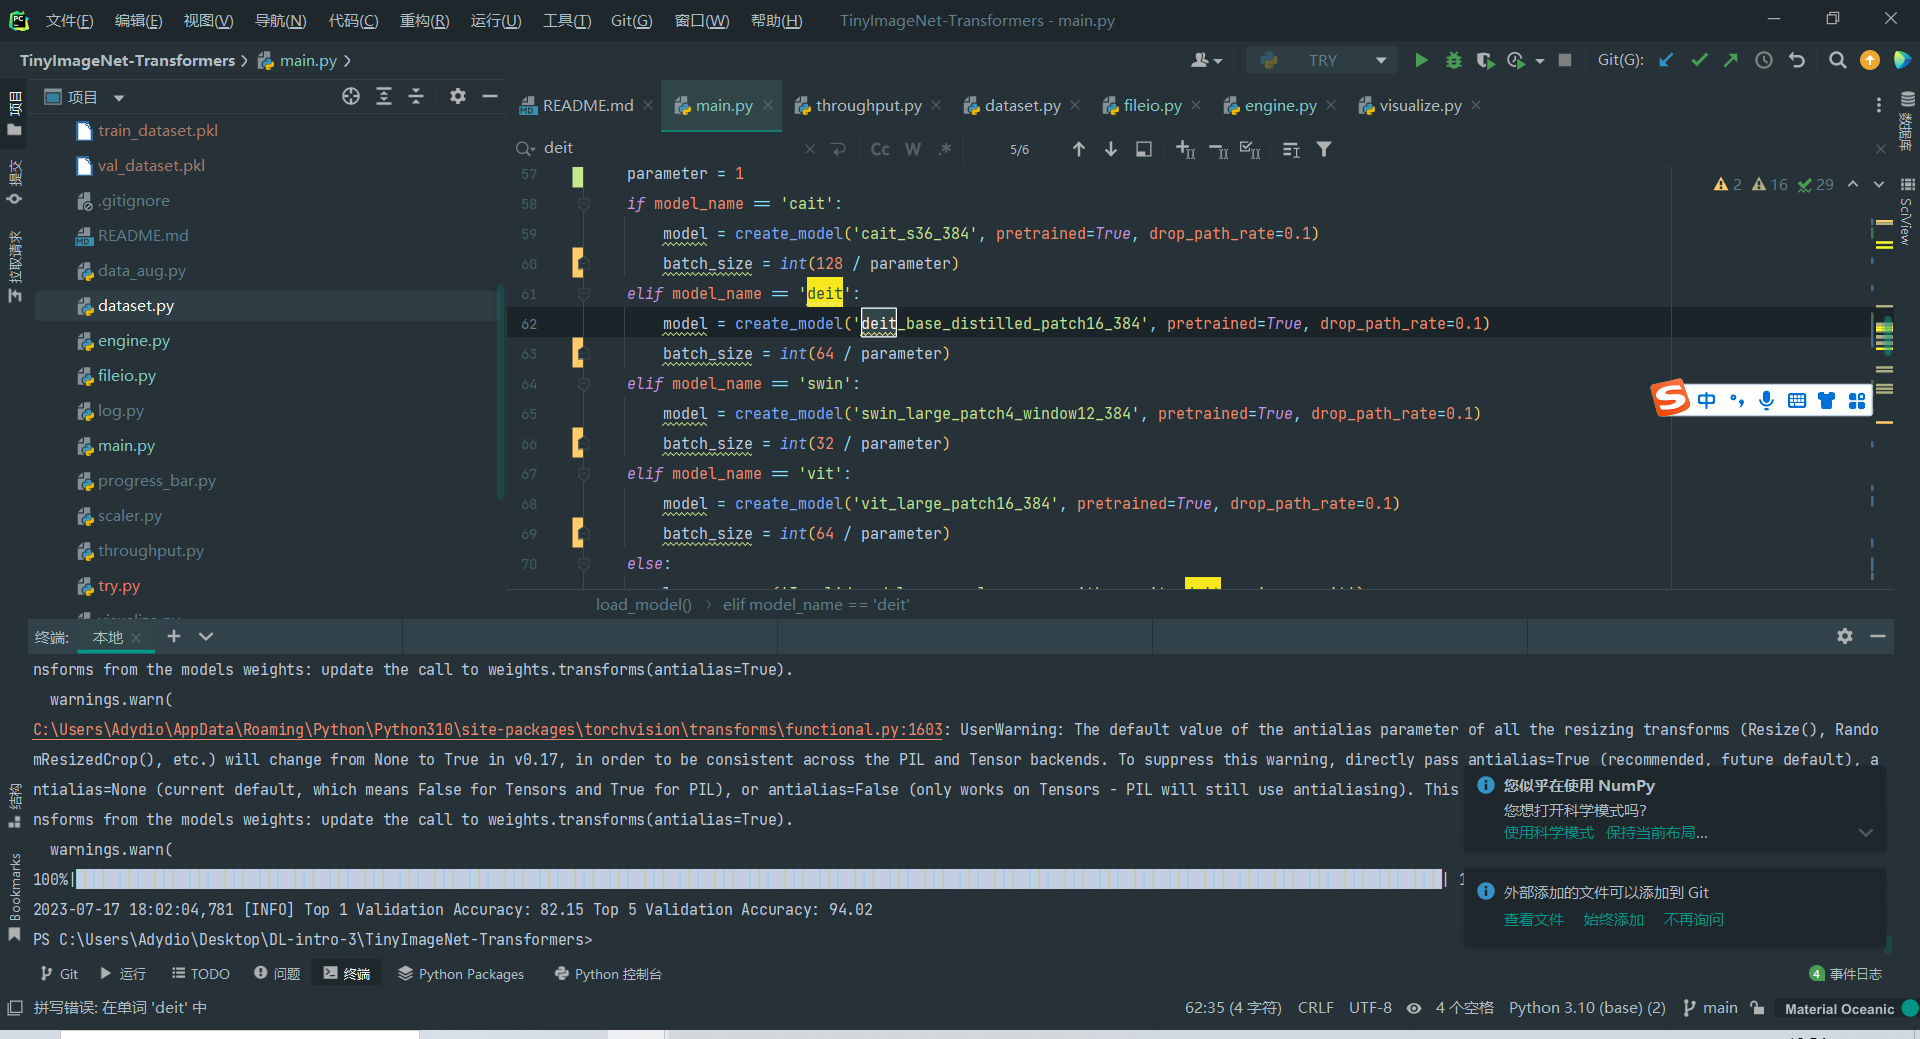 文件(F) 编辑(E) 视图(V) 导航(N) 代码(C) 重构(R) 运行(U) 工具(T) Git(G) 窗口(W) 帮助(H) TinyImageNet-Transformers - main.py
TinyImageNet-Transformers main.py TRY Git(G):
项目
提交
拉取请求
结构
Bookmarks
项目
train_dataset.pkl
val_dataset.pkl
.gitignore
README.md
data_aug.py
dataset.py
engine.py
fileio.py
log.py
main.py
progress_bar.py
scaler.py
throughput.py
try.py
README.md main.py throughput.py dataset.py fileio.py engine.py visualize.py
deit Cc W .* 5/6
2 16 29
57 parameter = 1
58 if model_name == 'cait':
59 model = create_model('cait_s36_384', pretrained=True, drop_path_rate=0.1)
60 batch_size = int(128 / parameter)
61 elif model_name == 'deit':
62 model = create_model('deit_base_distilled_patch16_384', pretrained=True, drop_path_rate=0.1)
63 batch_size = int(64 / parameter)
64 elif model_name == 'swin':
65 model = create_model('swin_large_patch4_window12_384', pretrained=True, drop_path_rate=0.1)
66 batch_size = int(32 / parameter)
67 elif model_name == 'vit':
68 model = create_model('vit_large_patch16_384', pretrained=True, drop_path_rate=0.1)
69 batch_size = int(64 / parameter)
70 else:
load_model() elif model_name == 'deit'
数据库
SciView
中
终端: 本地
nsforms from the models weights: update the call to weights.transforms(antialias=True).
warnings.warn(
C:\Users\Adydio\AppData\Roaming\Python\Python310\site-packages\torchvision\transforms\functional.py:1603: UserWarning: The default value of the antialias parameter of all the resizing transforms (Resize(), Rando
mResizedCrop(), etc.) will change from None to True in v0.17, in order to be consistent across the PIL and Tensor backends. To suppress this warning, directly pass antialias=True (recommended, future default), a
ntialias=None (current default, which means False for Tensors and True for PIL), or antialias=False (only works on Tensors - PIL will still use antialiasing). This
nsforms from the models weights: update the call to weights.transforms(antialias=True).
warnings.warn(
100%| | 1
2023-07-17 18:02:04,781 [INFO] Top 1 Validation Accuracy: 82.15 Top 5 Validation Accuracy: 94.02
PS C:\Users\Adydio\Desktop\DL-intro-3\TinyImageNet-Transformers>
您似乎在使用 NumPy
您想打开科学模式吗?
使用科学模式 保持当前布局...
外部添加的文件可以添加到 Git
查看文件 始终添加 不再询问
Git 运行 TODO 问题 终端 Python Packages Python 控制台 4 事件日志
拼写错误: 在单词 'deit' 中 62:35 (4 字符) CRLF UTF-8 4 个空格 Python 3.10 (base) (2) main Material Oceanic